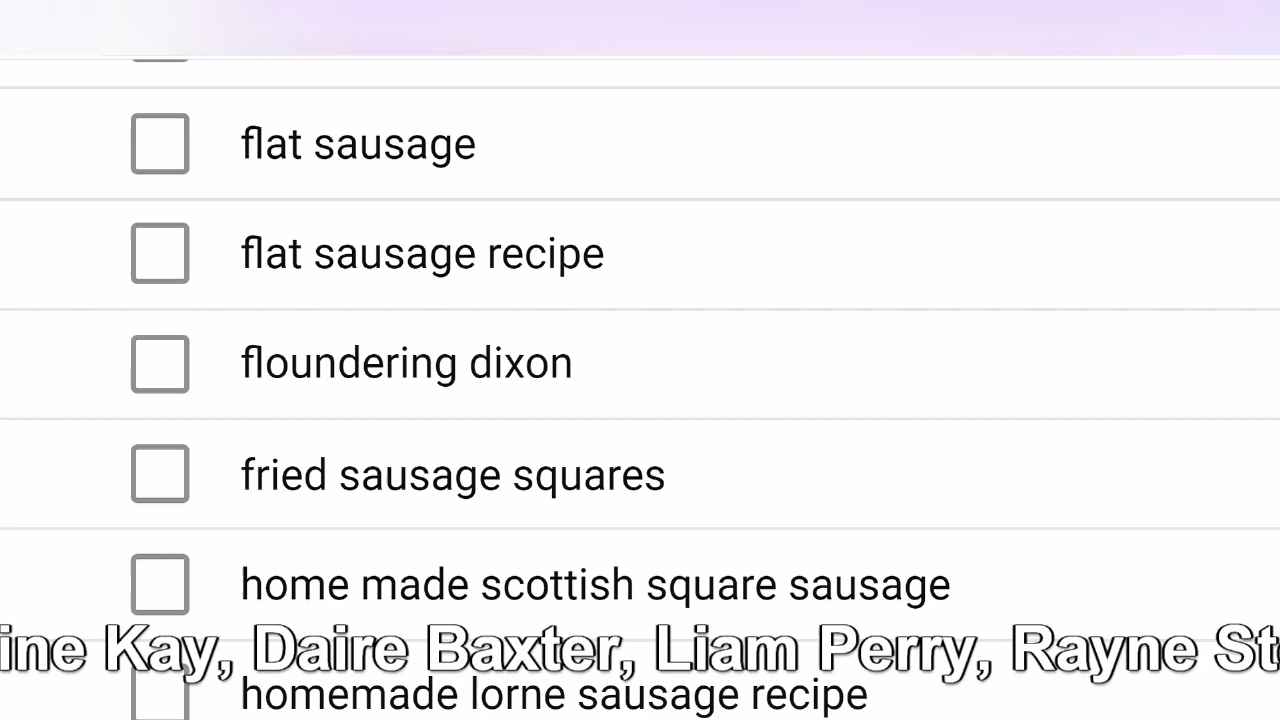 flat sausage
flat sausage recipe
floundering dixon
fried sausage squares
home made scottish square sausage
Kay, Daire Baxter, Liam Perry, Rayne
homemade lorne sausage recipe